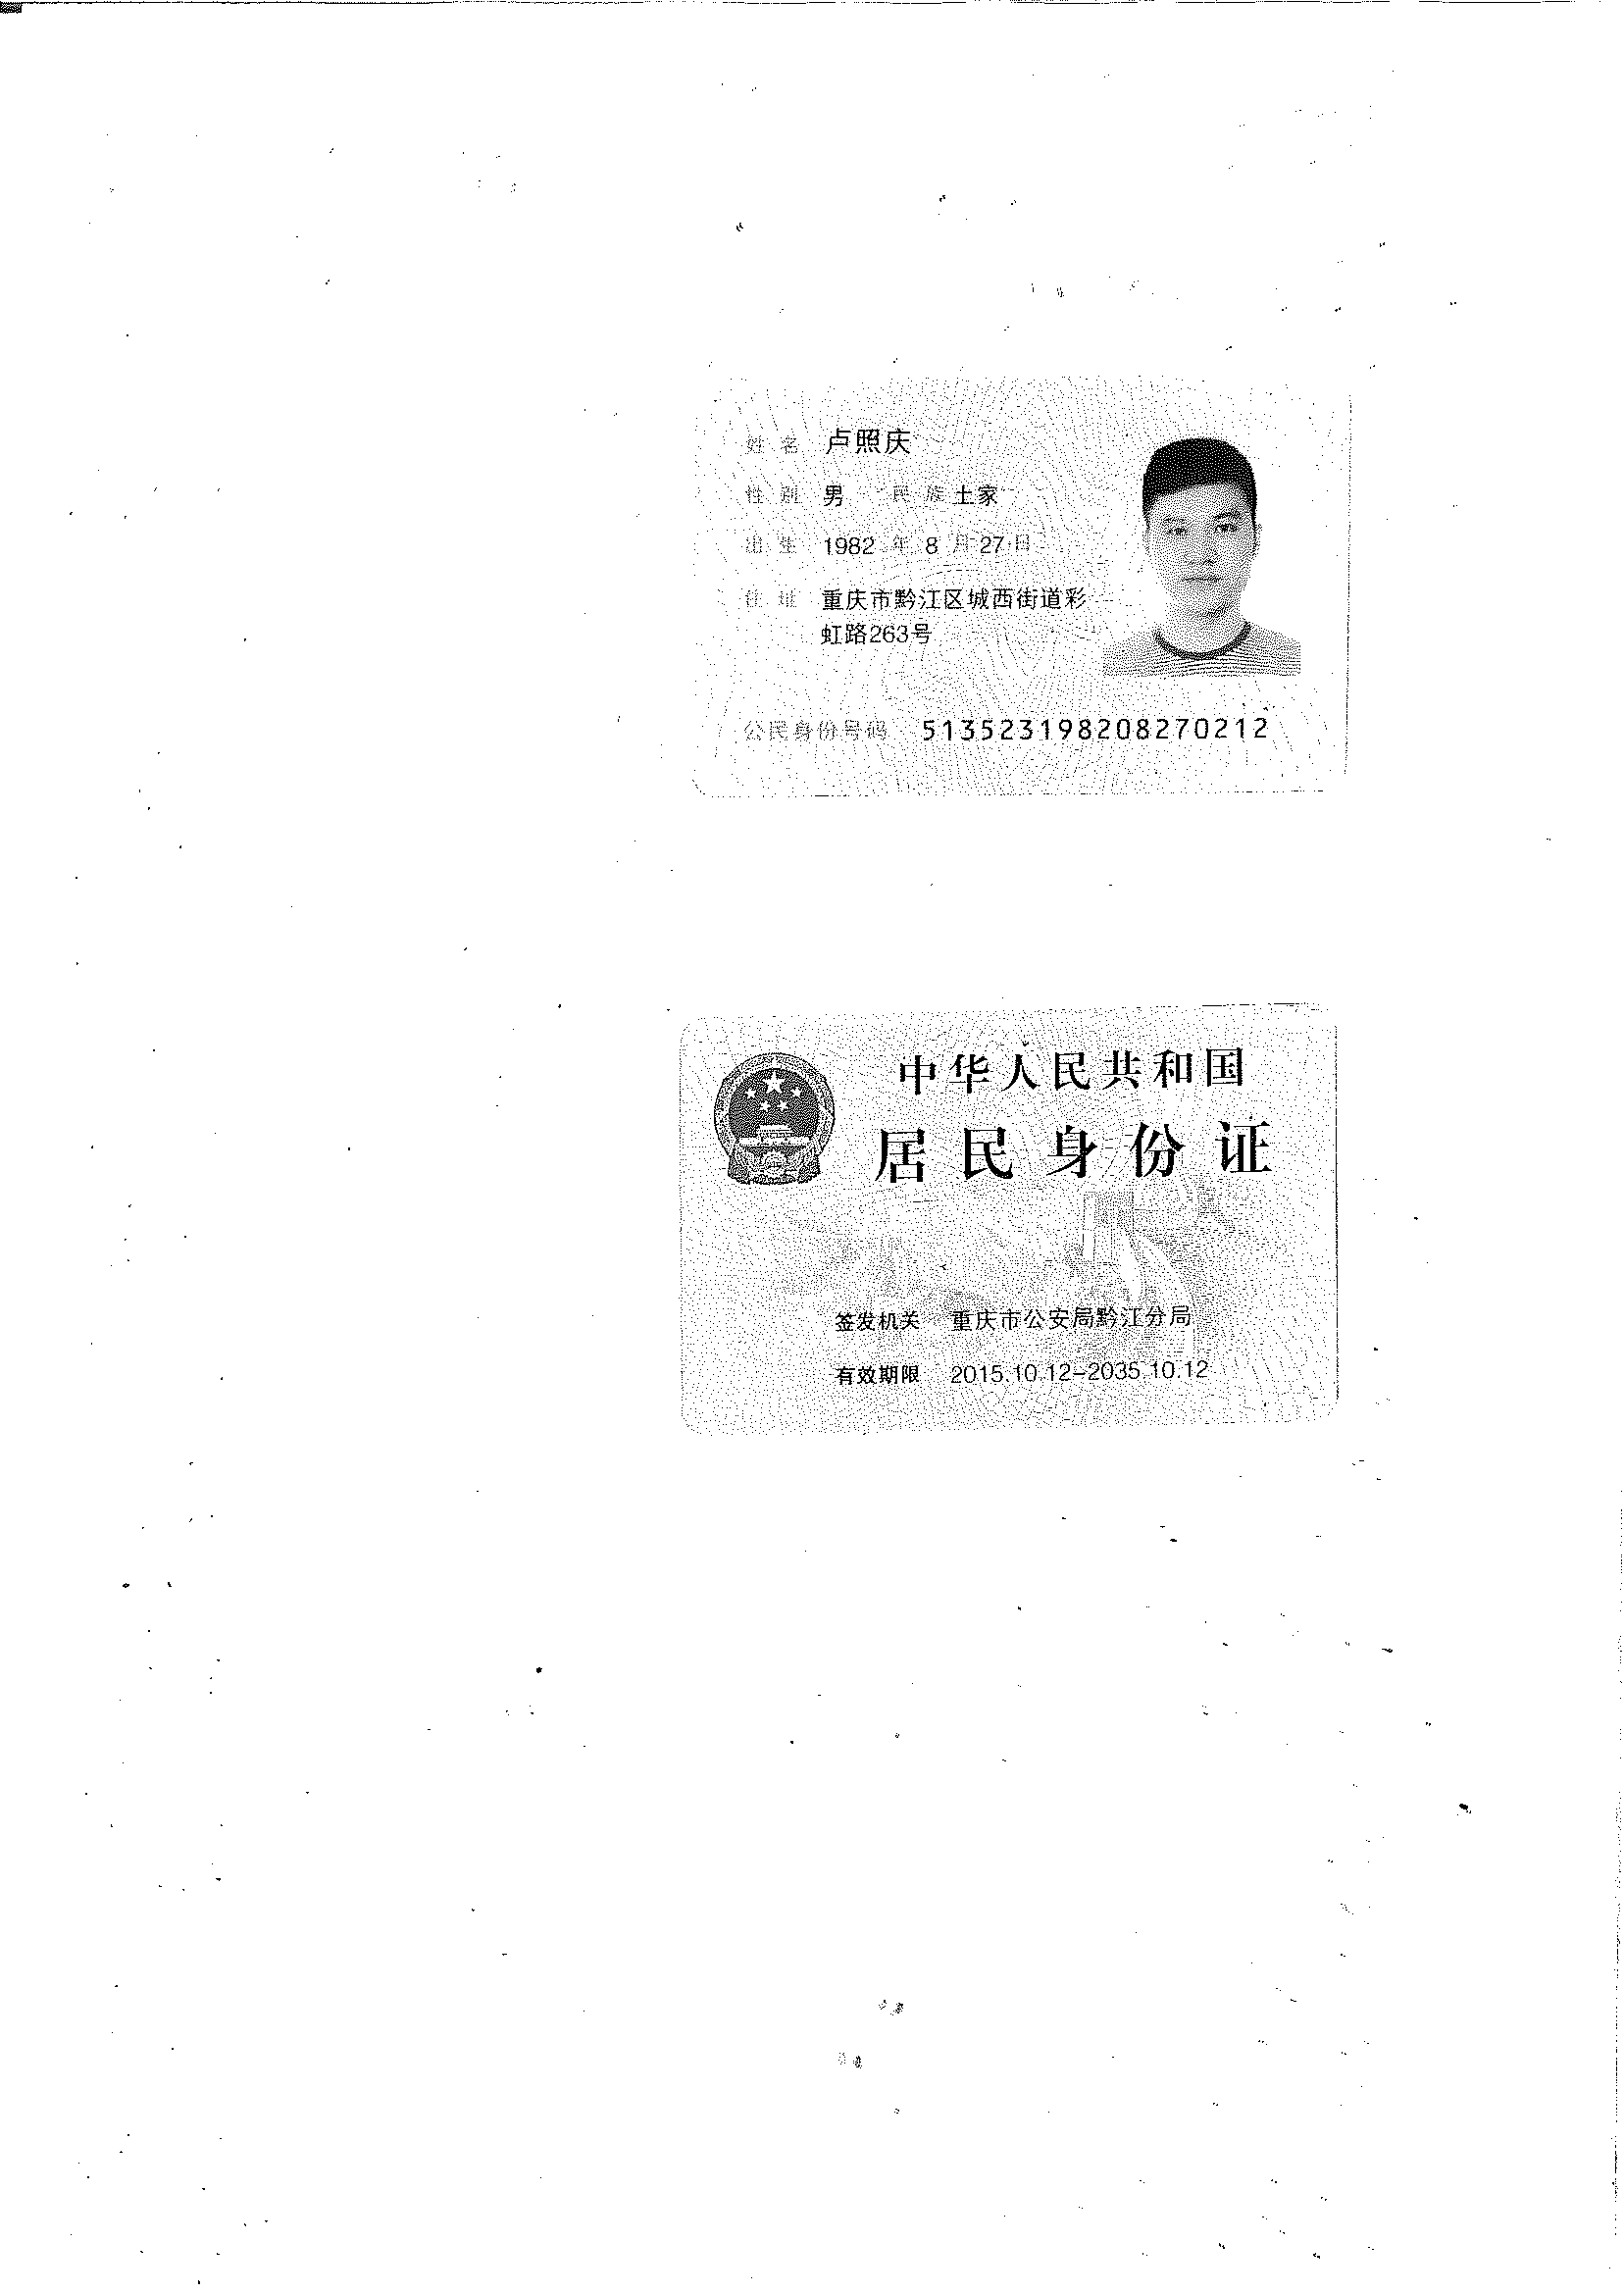 姓名 卢照庆
性别 男 民族 土家
出生 1982 年 8 月 27 日
住址 重庆市黔江区城西街道彩
虹路263号
公民身份号码 513523198208270212
中华人民共和国
居民身份证
签发机关 重庆市公安局黔江分局
有效期限 2015.10.12-2035.10.12